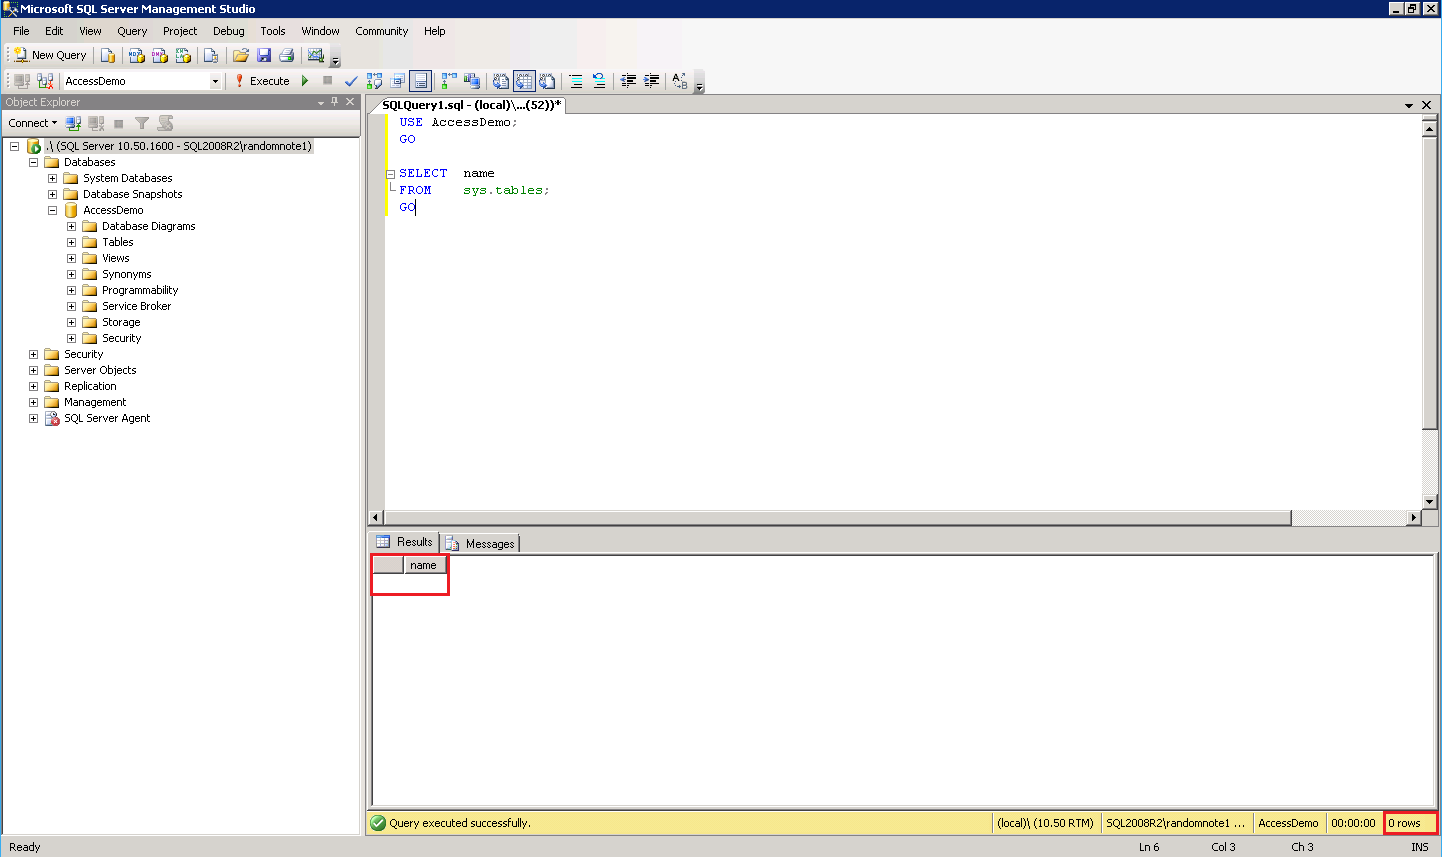 Microsoft SQL Server Management Studio
File Edit View Query Project Debug Tools Window Community Help
New Query
AccessDemo Execute
Object Explorer
Connect
.\ (SQL Server 10.50.1600 - SQL2008R2\randomnote1)
Databases
System Databases
Database Snapshots
AccessDemo
Database Diagrams
Tables
Views
Synonyms
Programmability
Service Broker
Storage
Security
Security
Server Objects
Replication
Management
SQL Server Agent
SQLQuery1.sql - (local)\...(52))*
USE AccessDemo;
GO
SELECT name
FROM sys.tables;
GO
Results Messages
name
Query executed successfully. (local)\ (10.50 RTM) SQL2008R2\randomnote1 ... AccessDemo 00:00:00 0 rows
Ready Ln 6 Col 3 Ch 3 INS